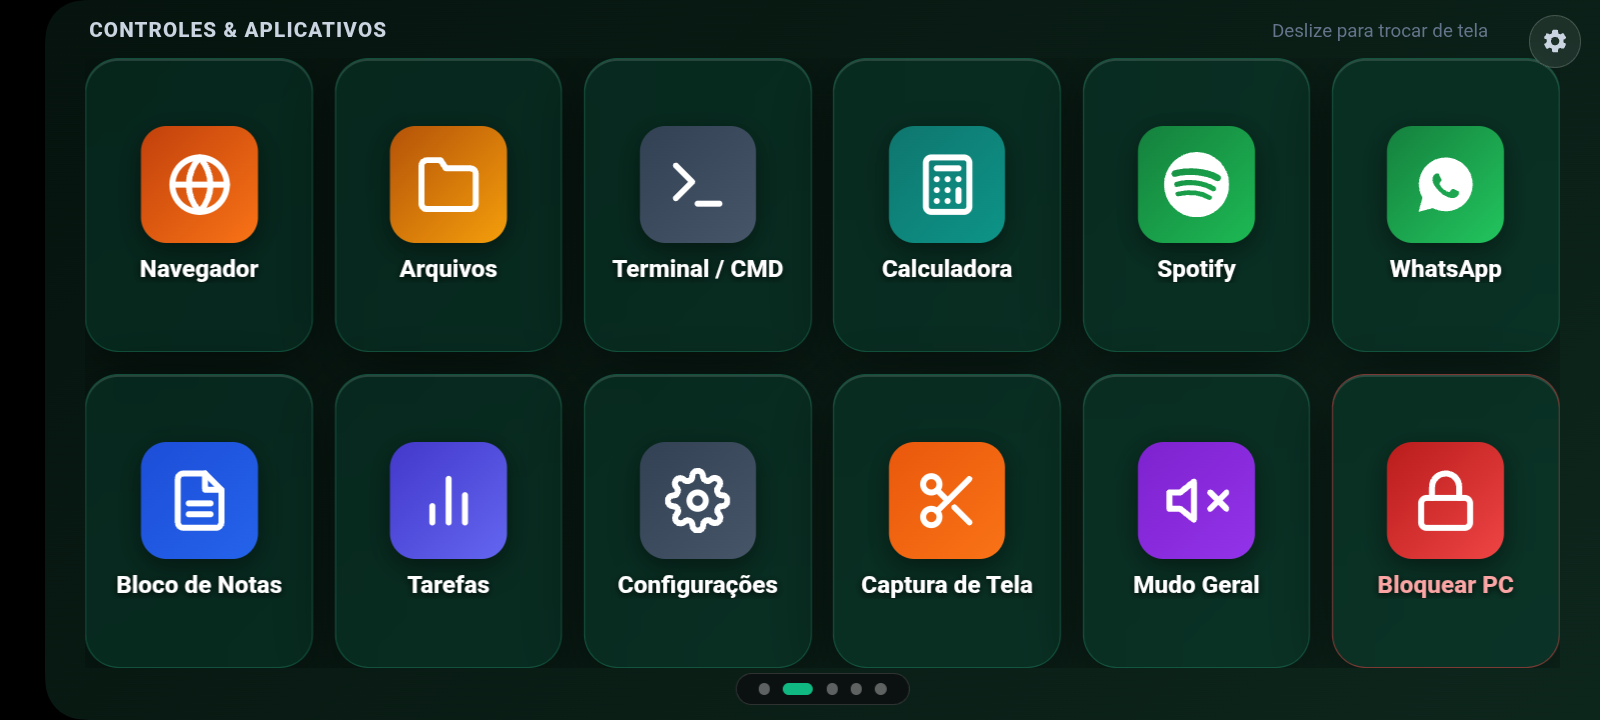 CONTROLES & APLICATIVOS
Deslize para trocar de tela
Navegador
Arquivos
Terminal / CMD
Calculadora
Spotify
WhatsApp
Bloco de Notas
Tarefas
Configurações
Captura de Tela
Mudo Geral
Bloquear PC